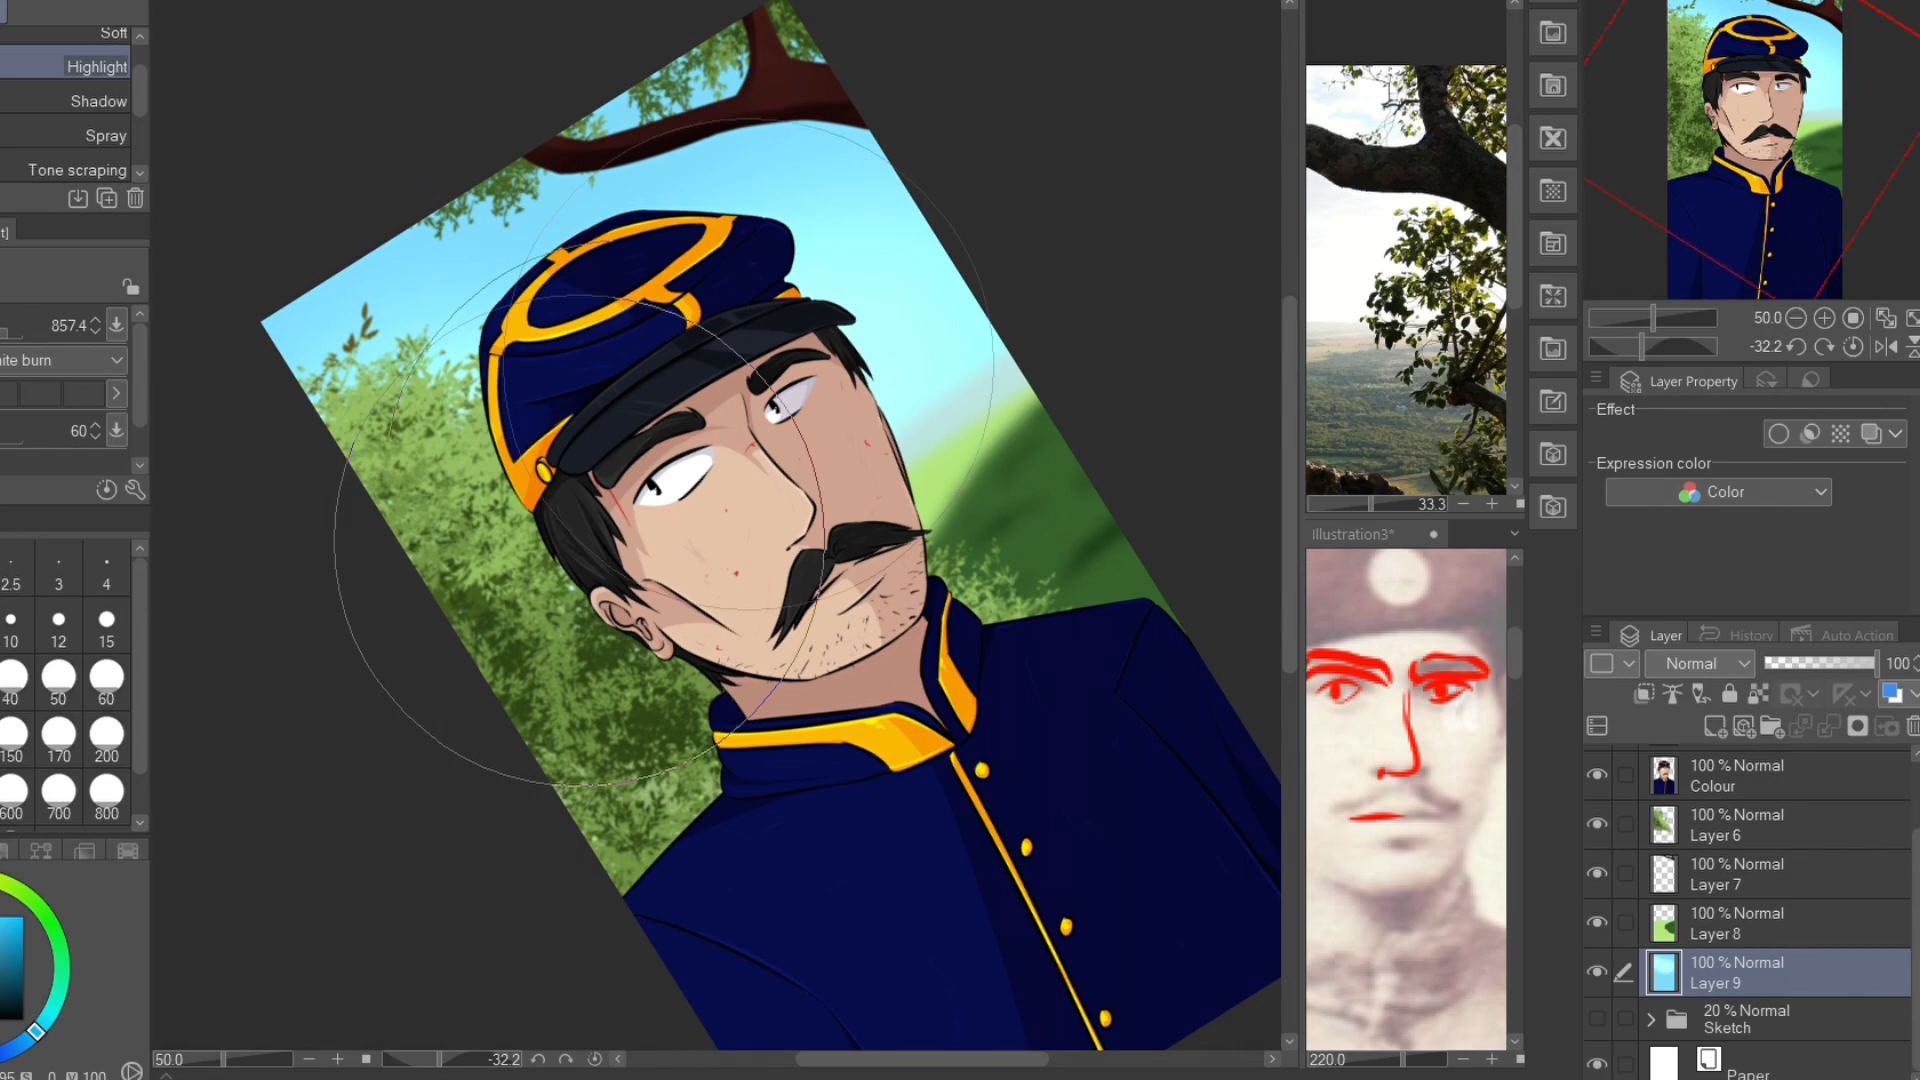 Soft
Highlight
Shadow
Spray
Tone scraping
t]
857.4
ite burn
60
2.5 3 4
10 12 15
40 50 60
150 170 200
600 700 800
95 S 0 V 100
50.0 -32.2
33.3
Illustration3*
220.0
50.0
-32.2
Layer Property
Effect
Expression color
Color
Layer History Auto Action
Normal 100
100 % Normal
Colour
100 % Normal
Layer 6
100 % Normal
Layer 7
100 % Normal
Layer 8
100 % Normal
Layer 9
20 % Normal
Sketch
Paper